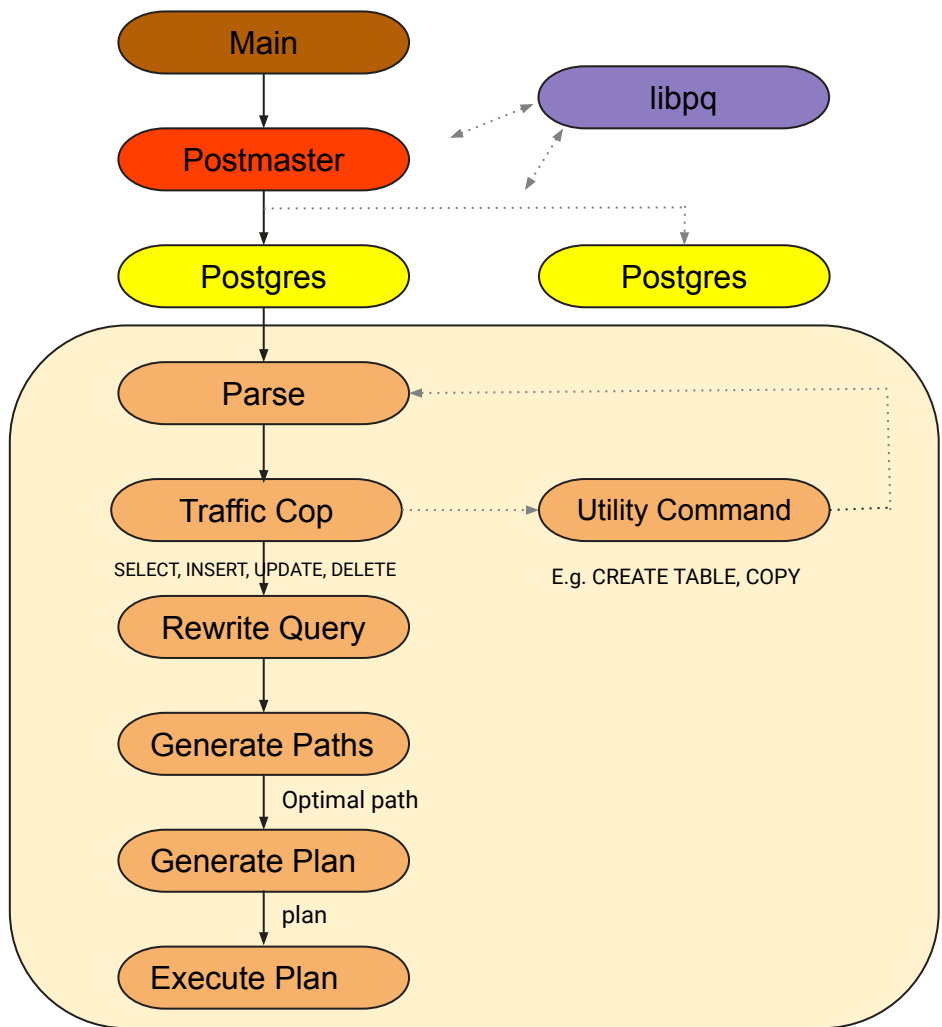 Main
libpq
Postmaster
Postgres
Postgres
Parse
Traffic Cop
Utility Command
SELECT, INSERT, UPDATE, DELETE
E.g. CREATE TABLE, COPY
Rewrite Query
Generate Paths
Optimal path
Generate Plan
plan
Execute Plan